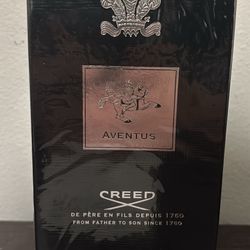 AVENTUS
CREED
DE PÈRE EN FILS DEPUIS 1760
FROM FATHER TO SON SINCE 1760